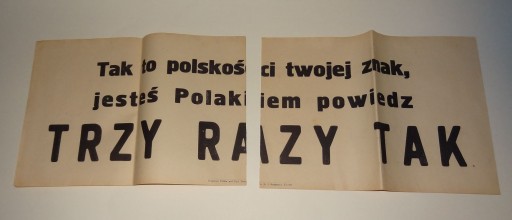 Tak to polskości twojej znak,
jesteś Polakiem powiedz
TRZY RAZY TAK